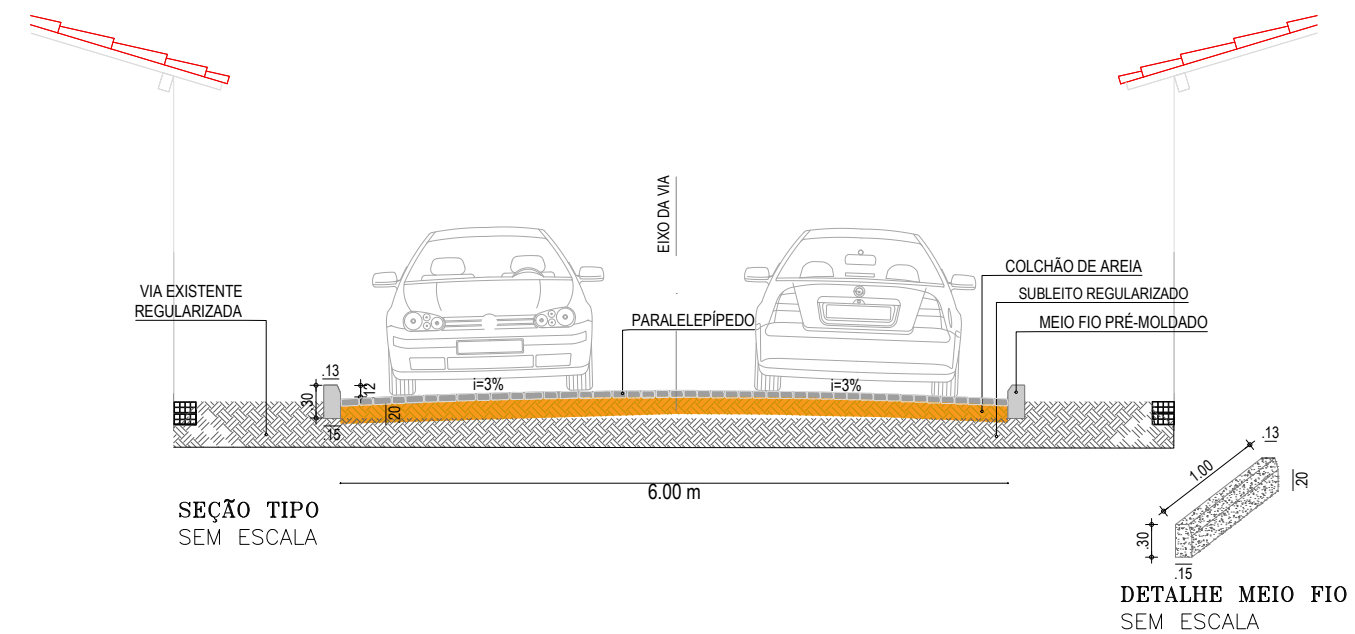 EIXO DA VIA
COLCHÃO DE AREIA
VIA EXISTENTE
REGULARIZADA
SUBLEITO REGULARIZADO
PARALELEPÍPEDO
MEIO FIO PRÉ-MOLDADO
.13
.12
i=3%
i=3%
.30
.20
.15
6.00 m
SEÇÃO TIPO
SEM ESCALA
.13
1.00
.20
.30
.15
DETALHE MEIO FIO
SEM ESCALA